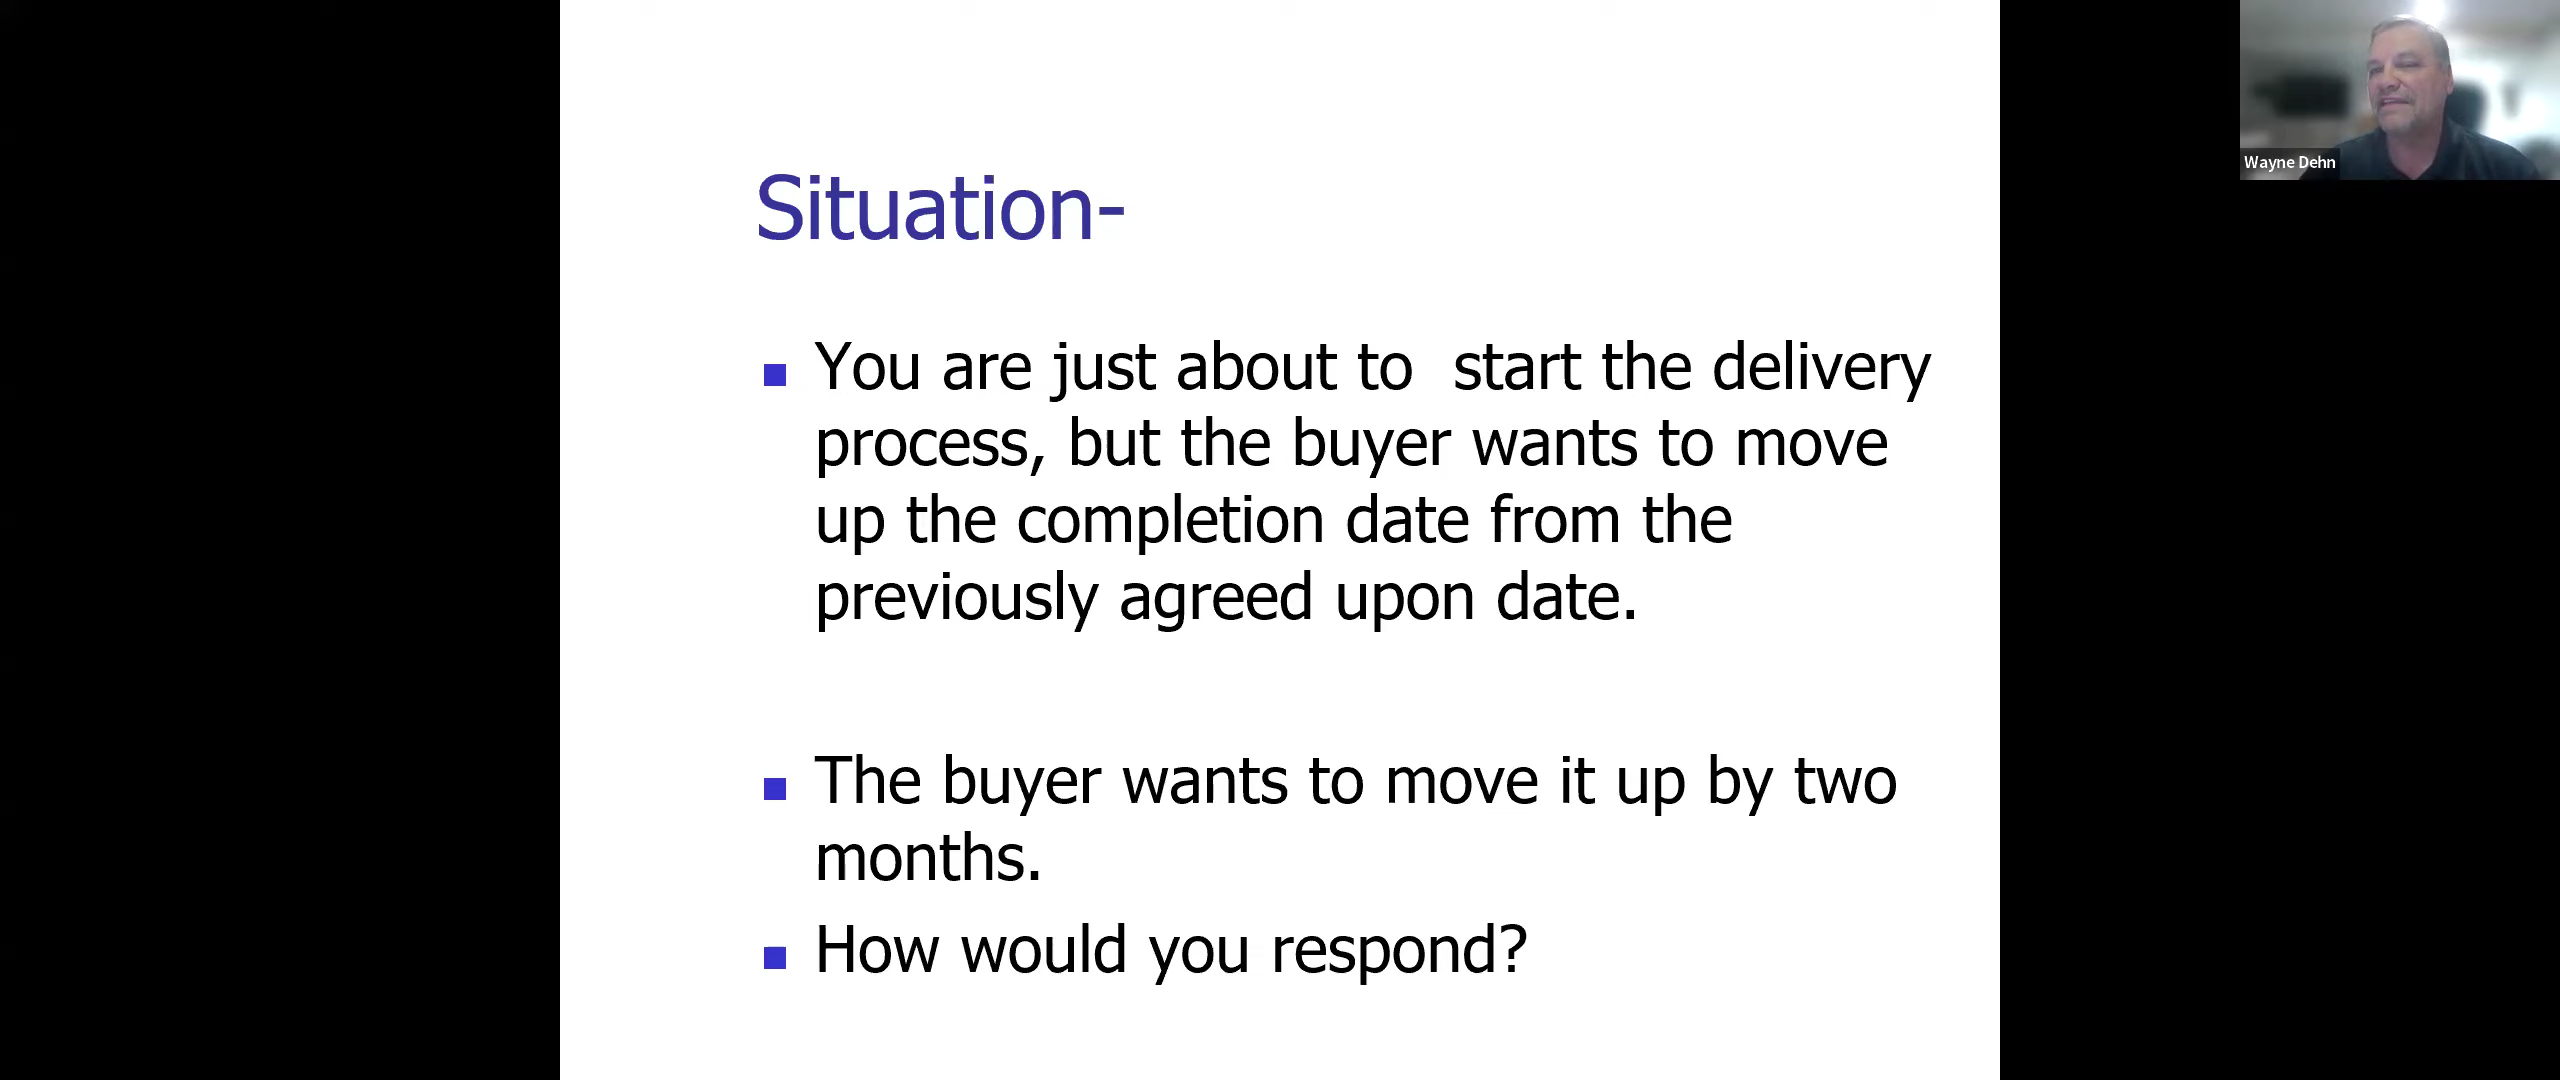 Situation-
You are just about to  start the delivery
process, but the buyer wants to move
up the completion date from the
previously agreed upon date.
The buyer wants to move it up by two
months.
How would you respond?
Wayne Dehn